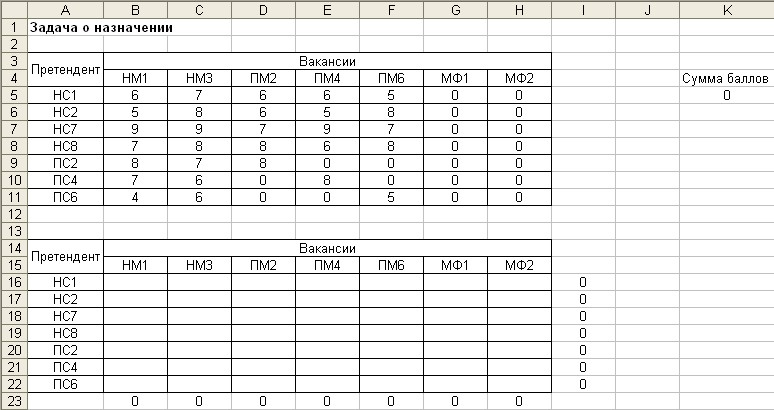 A B C D E F G H I J K
1 Задача о назначении
2
3 Претендент Вакансии
4 НМ1 НМ3 ПМ2 ПМ4 ПМ6 МФ1 МФ2 Сумма баллов
5 НС1 6 7 6 6 5 0 0 0
6 НС2 5 8 6 5 8 0 0
7 НС7 9 9 7 9 7 0 0
8 НС8 7 8 8 6 8 0 0
9 ПС2 8 7 8 0 0 0 0
10 ПС4 7 6 0 8 0 0 0
11 ПС6 4 6 0 0 5 0 0
12
13
14 Претендент Вакансии
15 НМ1 НМ3 ПМ2 ПМ4 ПМ6 МФ1 МФ2
16 НС1 0
17 НС2 0
18 НС7 0
19 НС8 0
20 ПС2 0
21 ПС4 0
22 ПС6 0
23 0 0 0 0 0 0 0